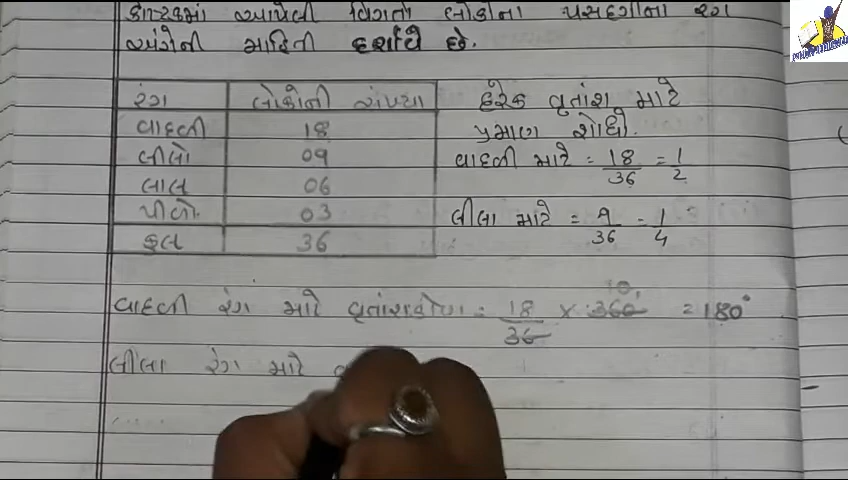 કોષ્ટકમાં આપેલી વિગતો લોકોના પસંદગીના રંગ
અંગેની માહિતી દર્શાવે છે.
રંગ લોકોની સંખ્યા
વાદળી 18
લીલો 09
લાલ 06
પીળો 03
કુલ 36
દરેક વૃતાંશ માટે
પ્રમાણ શોધી.
વાદળી માટે = 18/36 = 1/2
લીલા માટે = 9/36 = 1/4
વાદળી રંગ માટે વૃતાંશકોણ = 18/36 × 360° = 180°
10
લીલા રંગ માટે